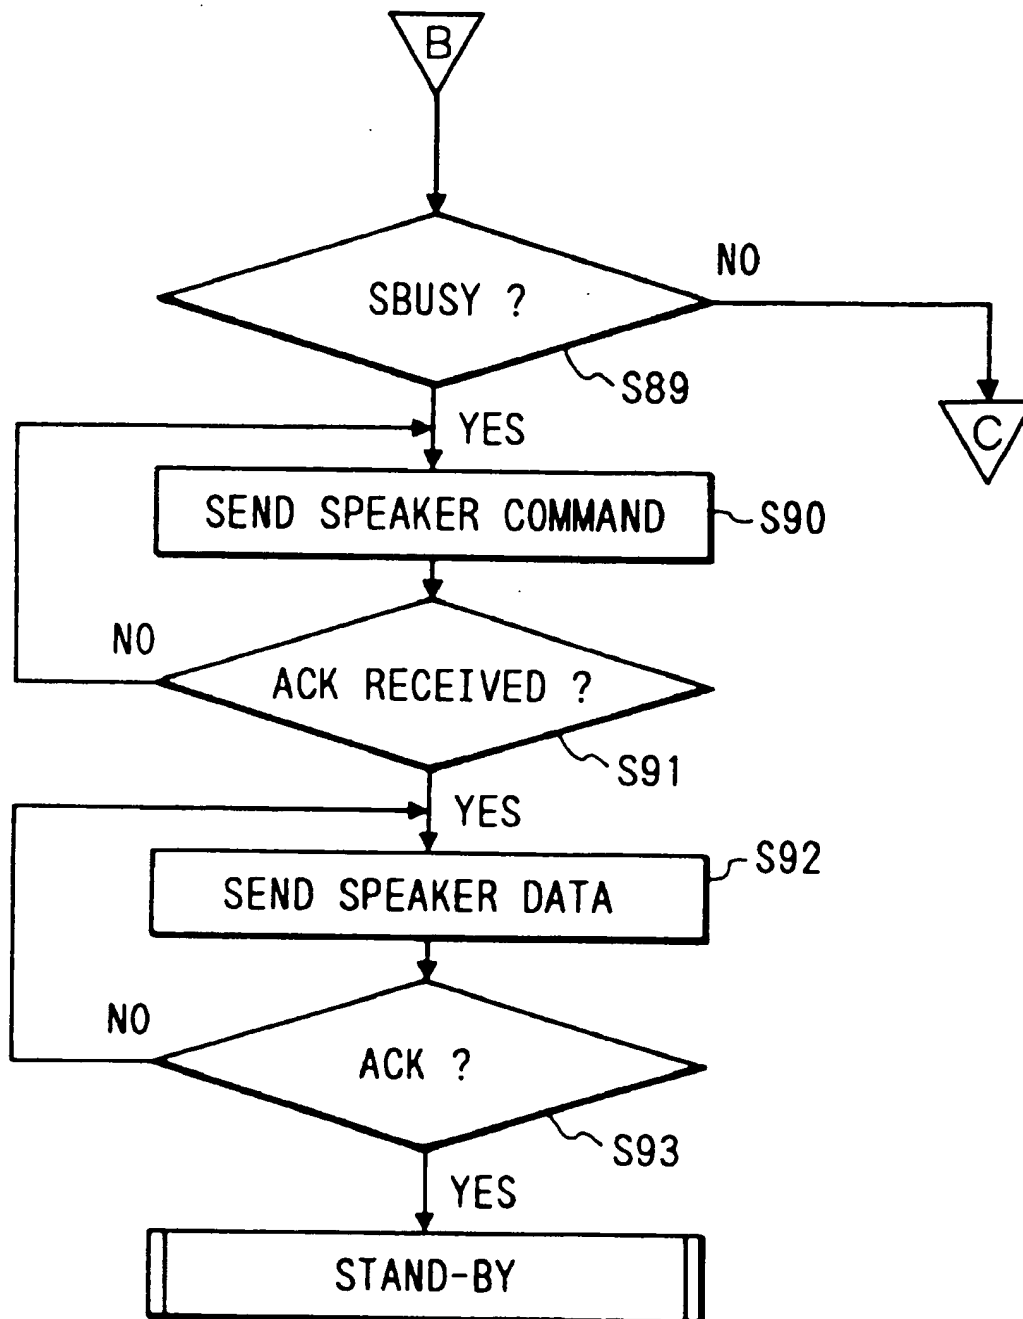 B
SBUSY ?
NO
S89
YES
C
SEND SPEAKER COMMAND
S90
NO
ACK RECEIVED ?
S91
YES
SEND SPEAKER DATA
S92
NO
ACK ?
S93
YES
STAND-BY